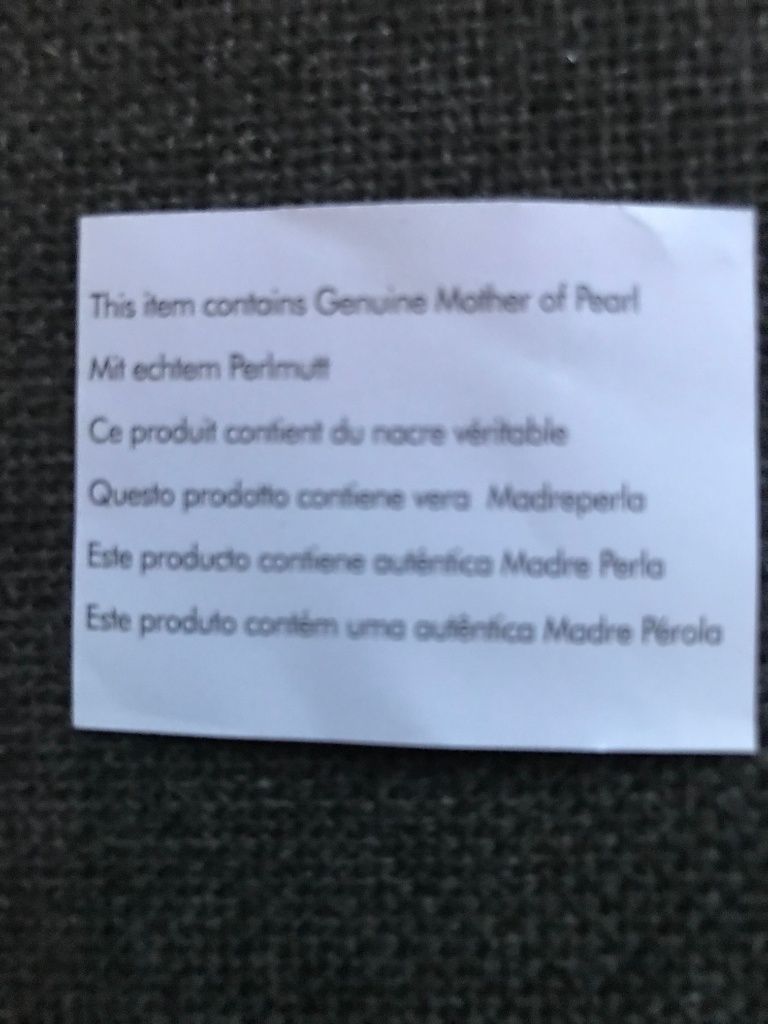 This item contains Genuine Mother of Pearl
Mit echtem Perlmutt
Ce produit contient du nacre véritable
Questo prodotto contiene vera Madreperla
Este producto contiene auténtica Madre Perla
Este produto contém uma autêntica Madre Pérola